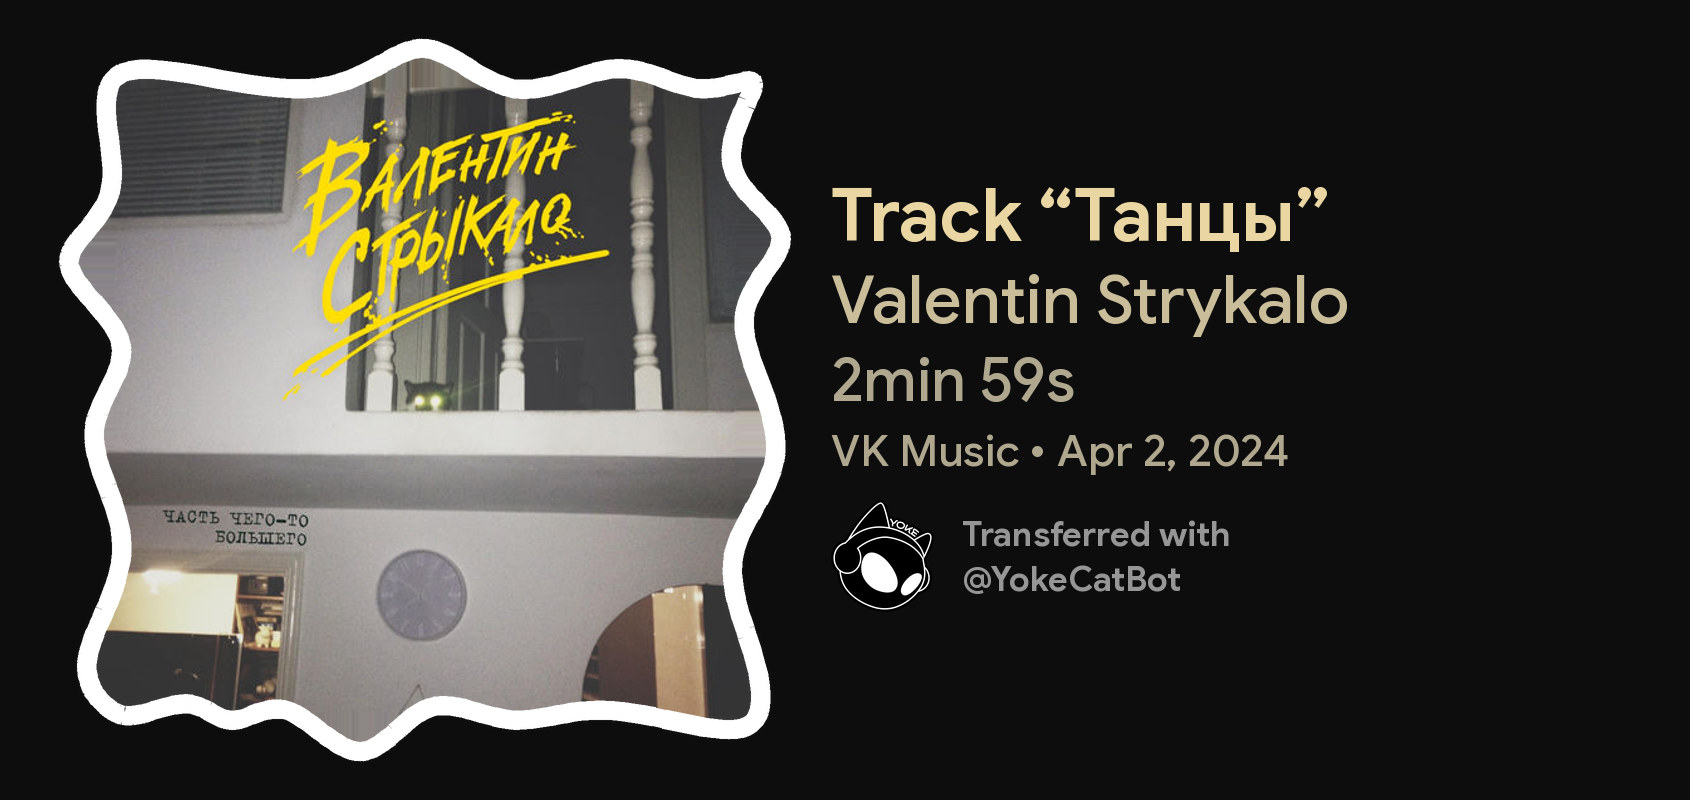 ВАЛЕНТИН
СТРЫКАЛО
ЧАСТЬ ЧЕГО-ТО
БОЛЬШЕГО
Track “Танцы”
Valentin Strykalo
2min 59s
VK Music • Apr 2, 2024
YOKE
Transferred with
@YokeCatBot